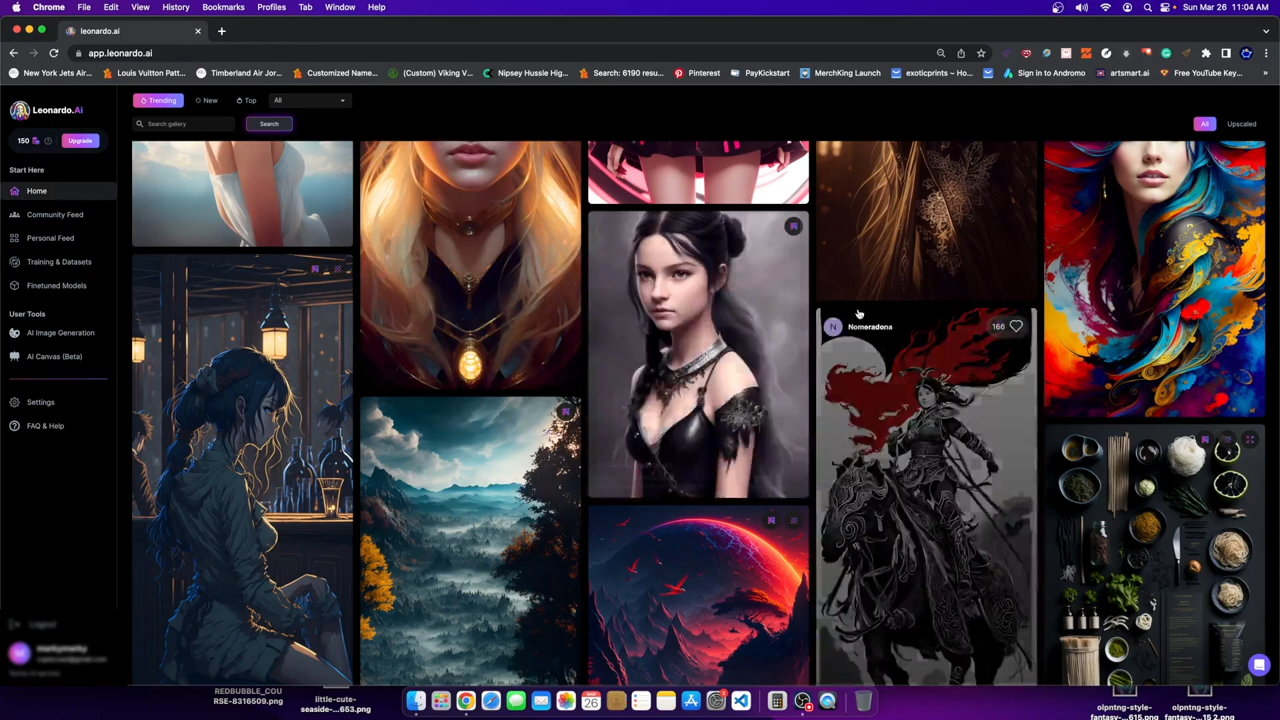 Chrome File Edit View History Bookmarks Profiles Tab Window Help Sun Mar 26 11:04 AM
leonardo.ai
app.leonardo.ai
New York Jets Air... Louis Vuitton Patt... Timberland Air Jor... Customized Name... (Custom) Viking V... Nipsey Hussle Hig... Search: 6190 resu... Pinterest PayKickstart MerchKing Launch exoticprints – Ho... Sign in to Andromo artsmart.ai Free YouTube Key... »
Leonardo.Ai
150 Upgrade
Start Here
Home
Community Feed
Personal Feed
Training & Datasets
Finetuned Models
User Tools
AI Image Generation
AI Canvas (Beta)
Settings
FAQ & Help
Logout
Trending New Top All
Search gallery Search All Upscaled
N Nomeradena 166
REDBUBBLE_COU
RSE-8316509.png
little-cute-
seaside-...653.png
MAR
26
olpntng-style-
fantasy-...615.png
olpntng-style-
fantasy-...15 2.png